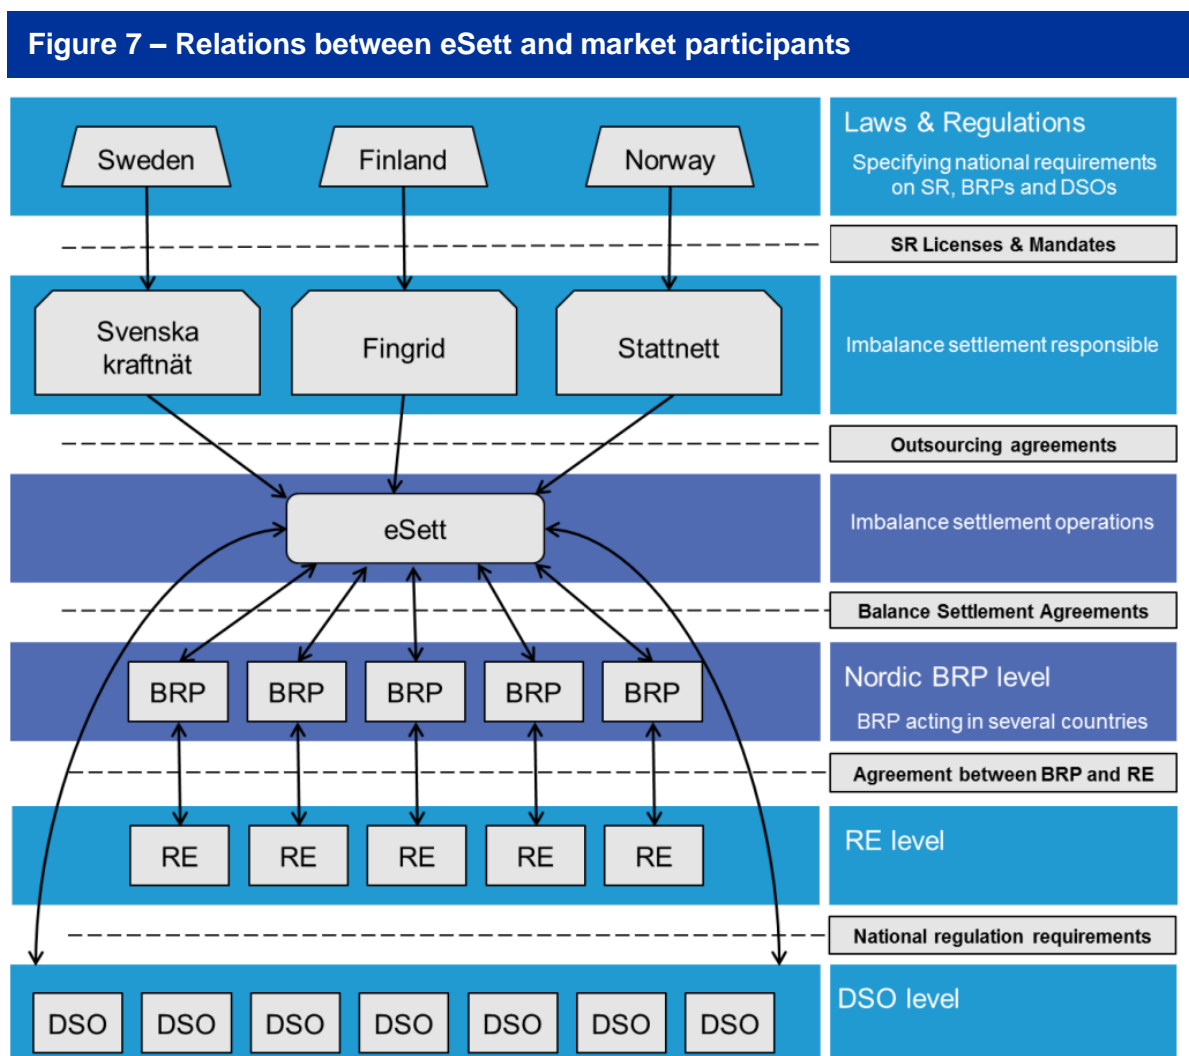 Figure 7 – Relations between eSett and market participants
Sweden
Finland
Norway
Laws & Regulations
Specifying national requirements
on SR, BRPs and DSOs
SR Licenses & Mandates
Svenska
kraftnät
Fingrid
Stattnett
Imbalance settlement responsible
Outsourcing agreements
eSett
Imbalance settlement operations
Balance Settlement Agreements
BRP
BRP
BRP
BRP
BRP
Nordic BRP level
BRP acting in several countries
Agreement between BRP and RE
RE
RE
RE
RE
RE
RE level
National regulation requirements
DSO
DSO
DSO
DSO
DSO
DSO
DSO
DSO level